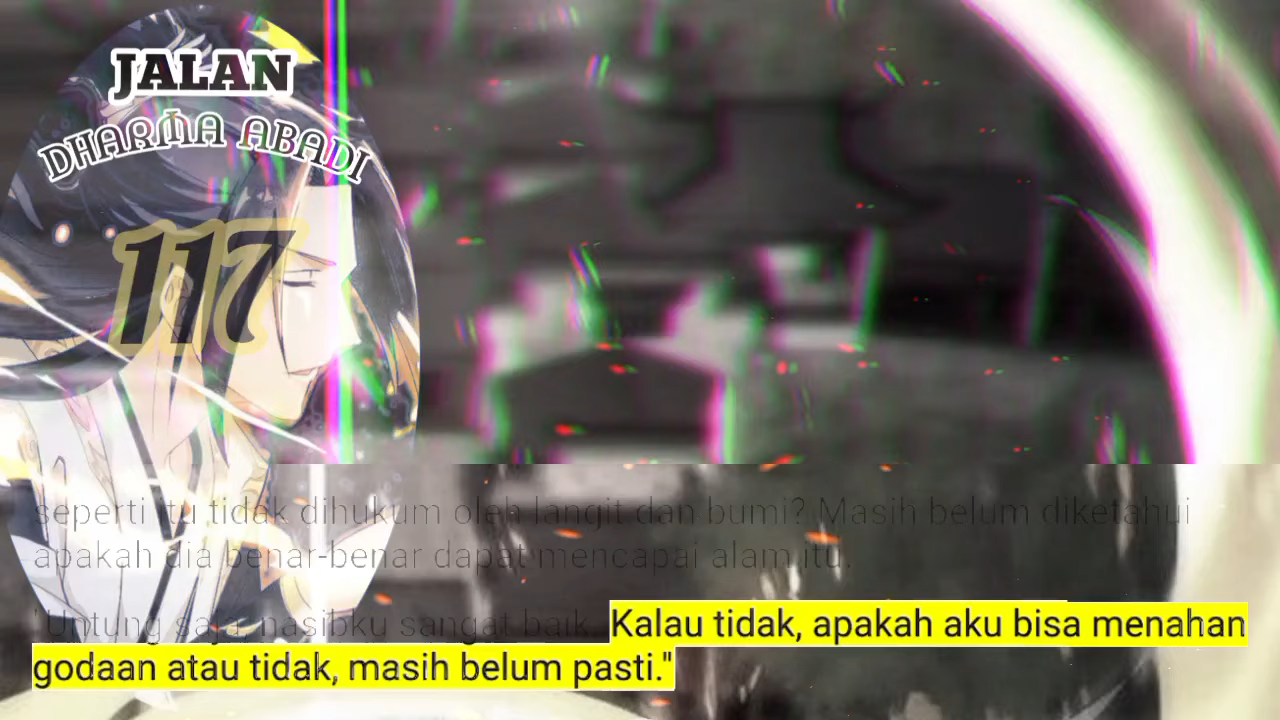 JALAN
DHARMA ABADI
117
seperti itu tidak dihukum oleh langit dan bumi? Masih belum diketahui
apakah dia benar-benar dapat mencapai alam itu.
"Untung saja, nasibku sangat baik. Kalau tidak, apakah aku bisa menahan
godaan atau tidak, masih belum pasti."